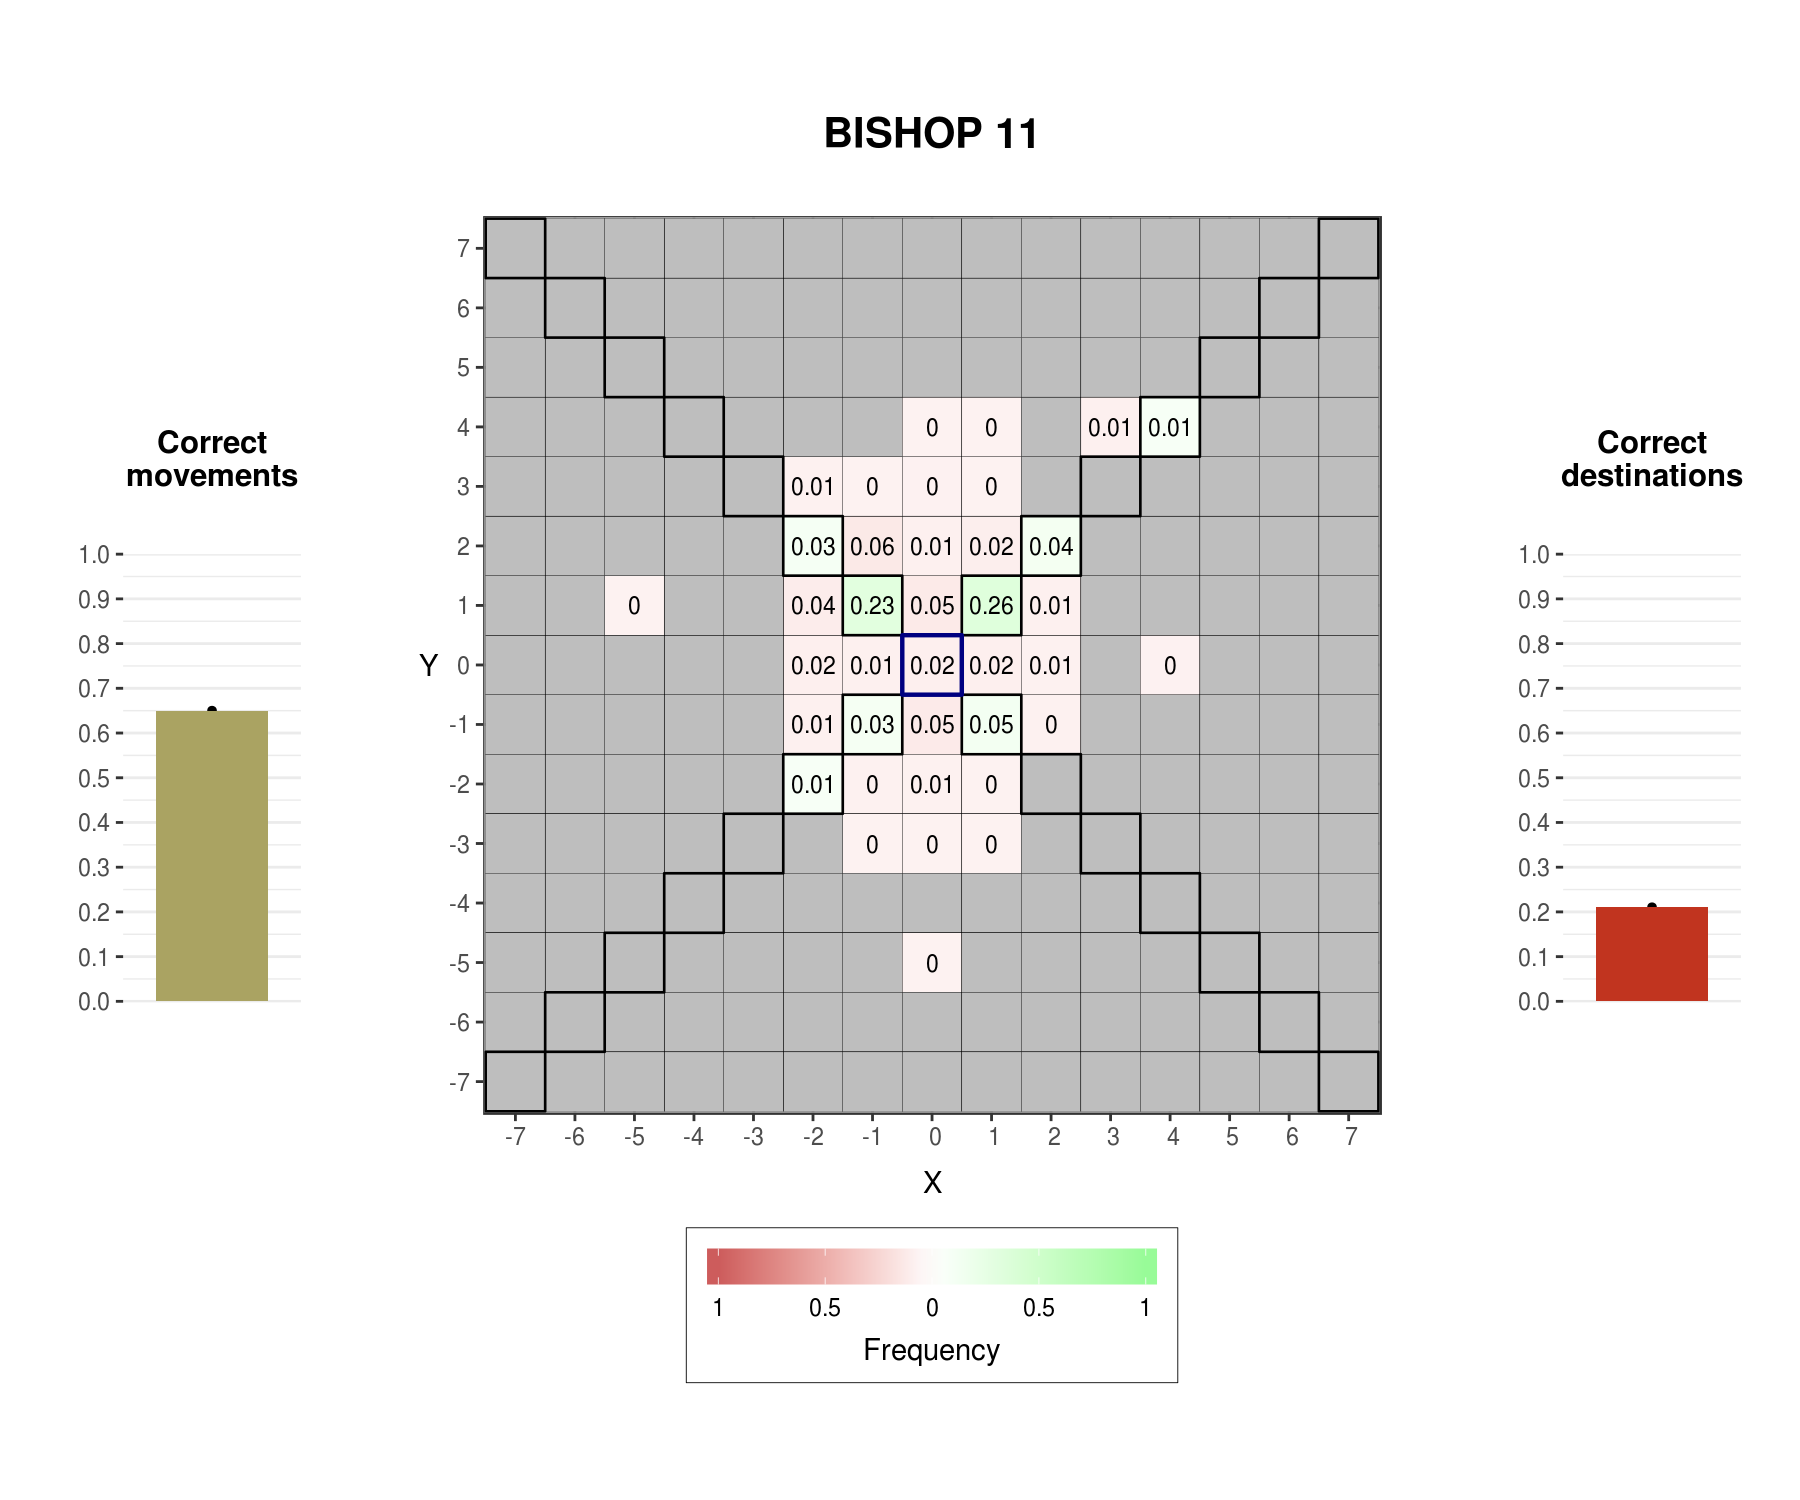 BISHOP 11
Correct
movements
1.0
0.9
0.8
0.7
0.6
0.5
0.4
0.3
0.2
0.1
0.0
Y
7
6
5
4 0 0 0.01 0.01
3 0.01 0 0 0
2 0.03 0.06 0.01 0.02 0.04
1 0 0.04 0.23 0.05 0.26 0.01
0 0.02 0.01 0.02 0.02 0.01 0
-1 0.01 0.03 0.05 0.05 0
-2 0.01 0 0.01 0
-3 0 0 0
-4
-5 0
-6
-7
-7 -6 -5 -4 -3 -2 -1 0 1 2 3 4 5 6 7
X
1 0.5 0 0.5 1
Frequency
Correct
destinations
1.0
0.9
0.8
0.7
0.6
0.5
0.4
0.3
0.2
0.1
0.0